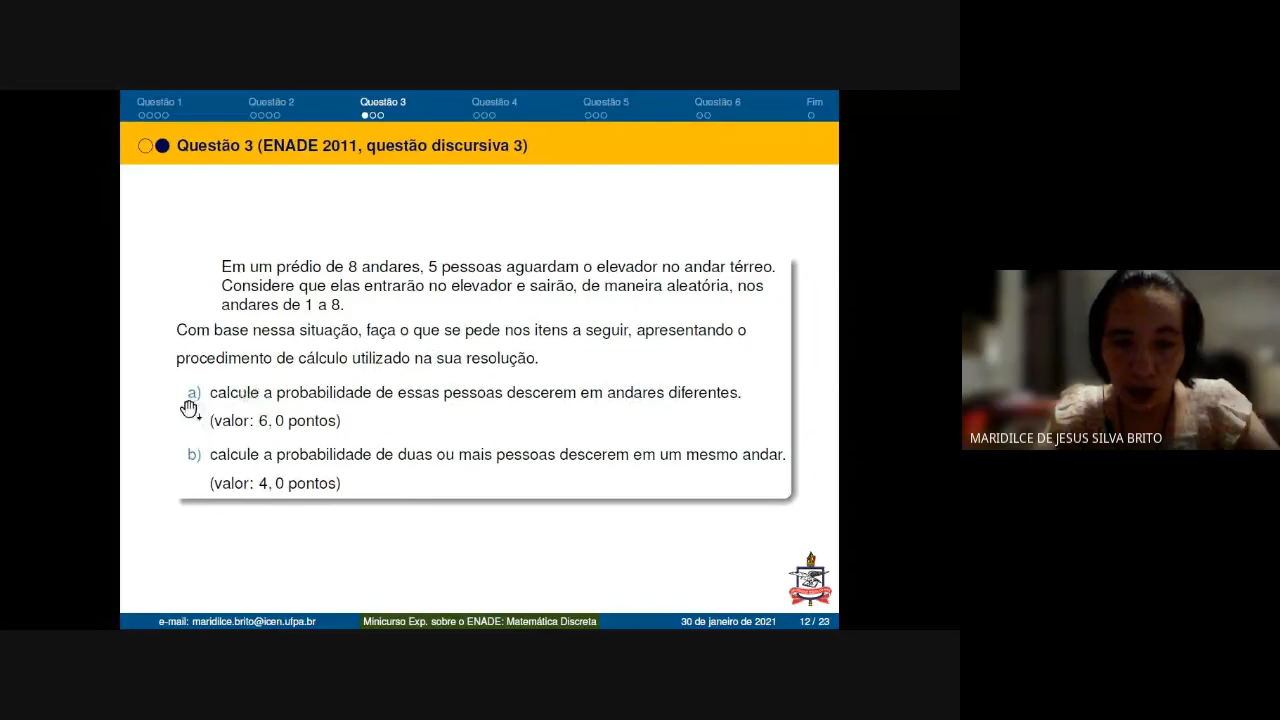 Questão 1 Questão 2 Questão 3 Questão 4 Questão 5 Questão 6 Fim
Questão 3 (ENADE 2011, questão discursiva 3)
Em um prédio de 8 andares, 5 pessoas aguardam o elevador no andar térreo.
Considere que elas entrarão no elevador e sairão, de maneira aleatória, nos
andares de 1 a 8.
Com base nessa situação, faça o que se pede nos itens a seguir, apresentando o
procedimento de cálculo utilizado na sua resolução.
a) calcule a probabilidade de essas pessoas descerem em andares diferentes.
(valor: 6, 0 pontos)
b) calcule a probabilidade de duas ou mais pessoas descerem em um mesmo andar.
(valor: 4, 0 pontos)
e-mail: maridilce.brito@icen.ufpa.br Minicurso Exp. sobre o ENADE: Matemática Discreta 30 de janeiro de 2021 12 / 23
MARIDILCE DE JESUS SILVA BRITO